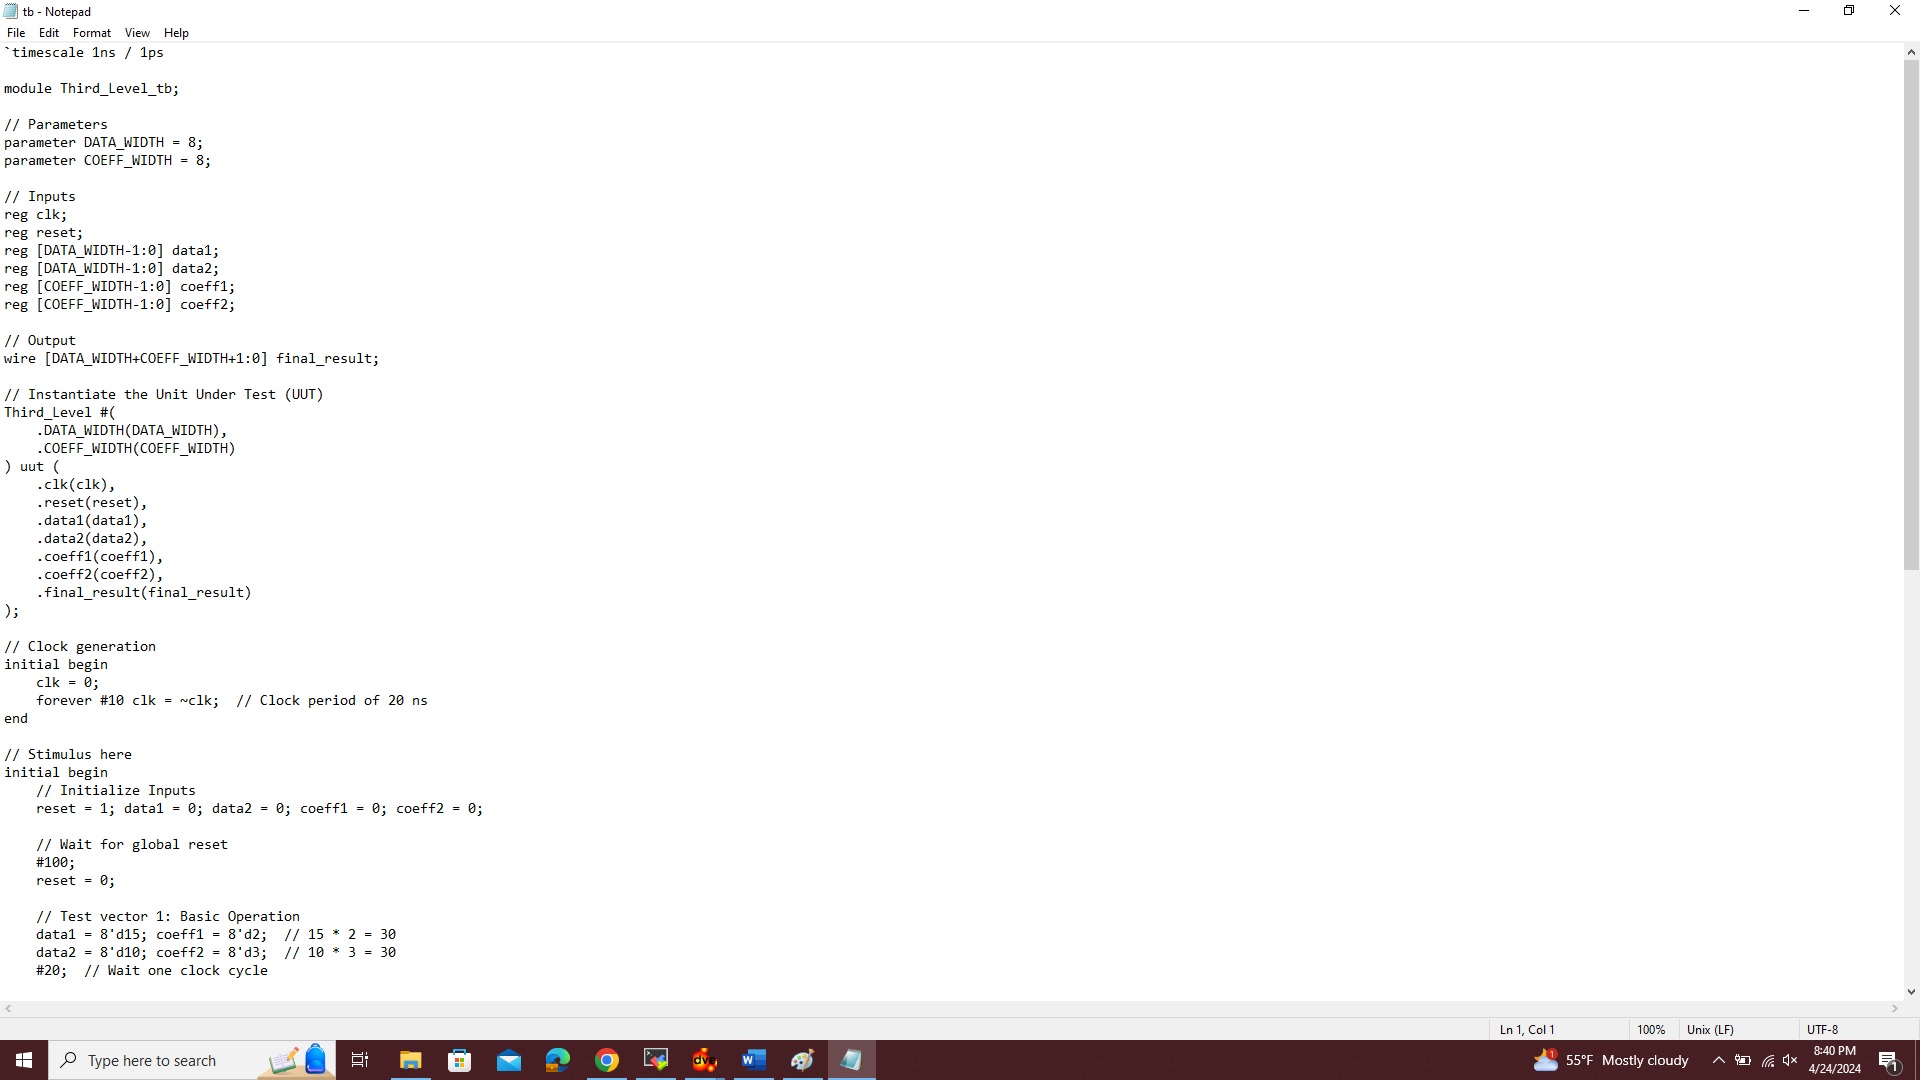 tb - Notepad
File Edit Format View Help
`timescale 1ns / 1ps
module Third_Level_tb;
// Parameters
parameter DATA_WIDTH = 8;
parameter COEFF_WIDTH = 8;
// Inputs
reg clk;
reg reset;
reg [DATA_WIDTH-1:0] data1;
reg [DATA_WIDTH-1:0] data2;
reg [COEFF_WIDTH-1:0] coeff1;
reg [COEFF_WIDTH-1:0] coeff2;
// Output
wire [DATA_WIDTH+COEFF_WIDTH+1:0] final_result;
// Instantiate the Unit Under Test (UUT)
Third_Level #(
    .DATA_WIDTH(DATA_WIDTH),
    .COEFF_WIDTH(COEFF_WIDTH)
) uut (
    .clk(clk),
    .reset(reset),
    .data1(data1),
    .data2(data2),
    .coeff1(coeff1),
    .coeff2(coeff2),
    .final_result(final_result)
);
// Clock generation
initial begin
    clk = 0;
    forever #10 clk = ~clk;  // Clock period of 20 ns
end
// Stimulus here
initial begin
    // Initialize Inputs
    reset = 1; data1 = 0; data2 = 0; coeff1 = 0; coeff2 = 0;
    // Wait for global reset
    #100;
    reset = 0;
    // Test vector 1: Basic Operation
    data1 = 8'd15; coeff1 = 8'd2;  // 15 * 2 = 30
    data2 = 8'd10; coeff2 = 8'd3;  // 10 * 3 = 30
    #20;  // Wait one clock cycle
Ln 1, Col 1 100% Unix (LF) UTF-8
Type here to search dve W 1 55°F Mostly cloudy 8:40 PM 1
4/24/2024